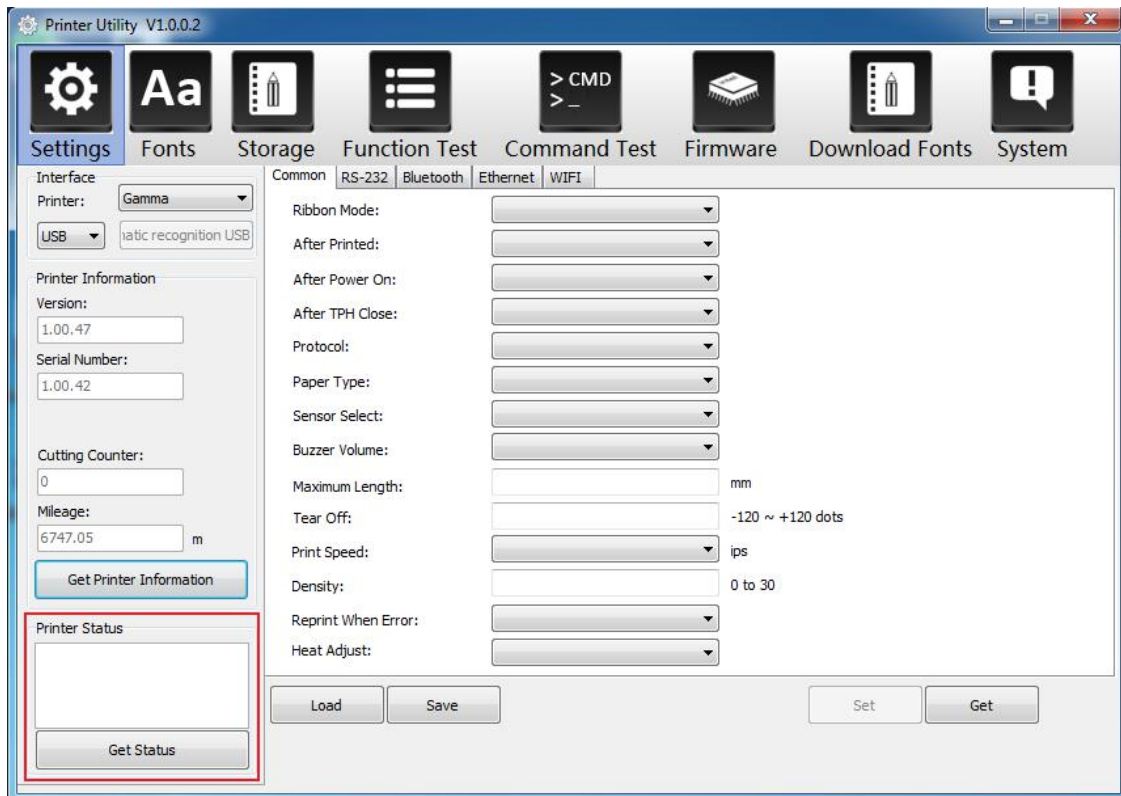 Printer Utility V1.0.0.2
> CMD
> _
Aa
Settings Fonts Storage Function Test Command Test Firmware Download Fonts System
Interface
Printer: Gamma
USB natic recognition USB
Printer Information
Version:
1.00.47
Serial Number:
1.00.42
Cutting Counter:
0
Mileage:
6747.05 m
Get Printer Information
Printer Status
Get Status
Common RS-232 Bluetooth Ethernet WIFI
Ribbon Mode:
After Printed:
After Power On:
After TPH Close:
Protocol:
Paper Type:
Sensor Select:
Buzzer Volume:
Maximum Length: mm
Tear Off: -120 ~ +120 dots
Print Speed: ips
Density: 0 to 30
Reprint When Error:
Heat Adjust:
Load Save Set Get